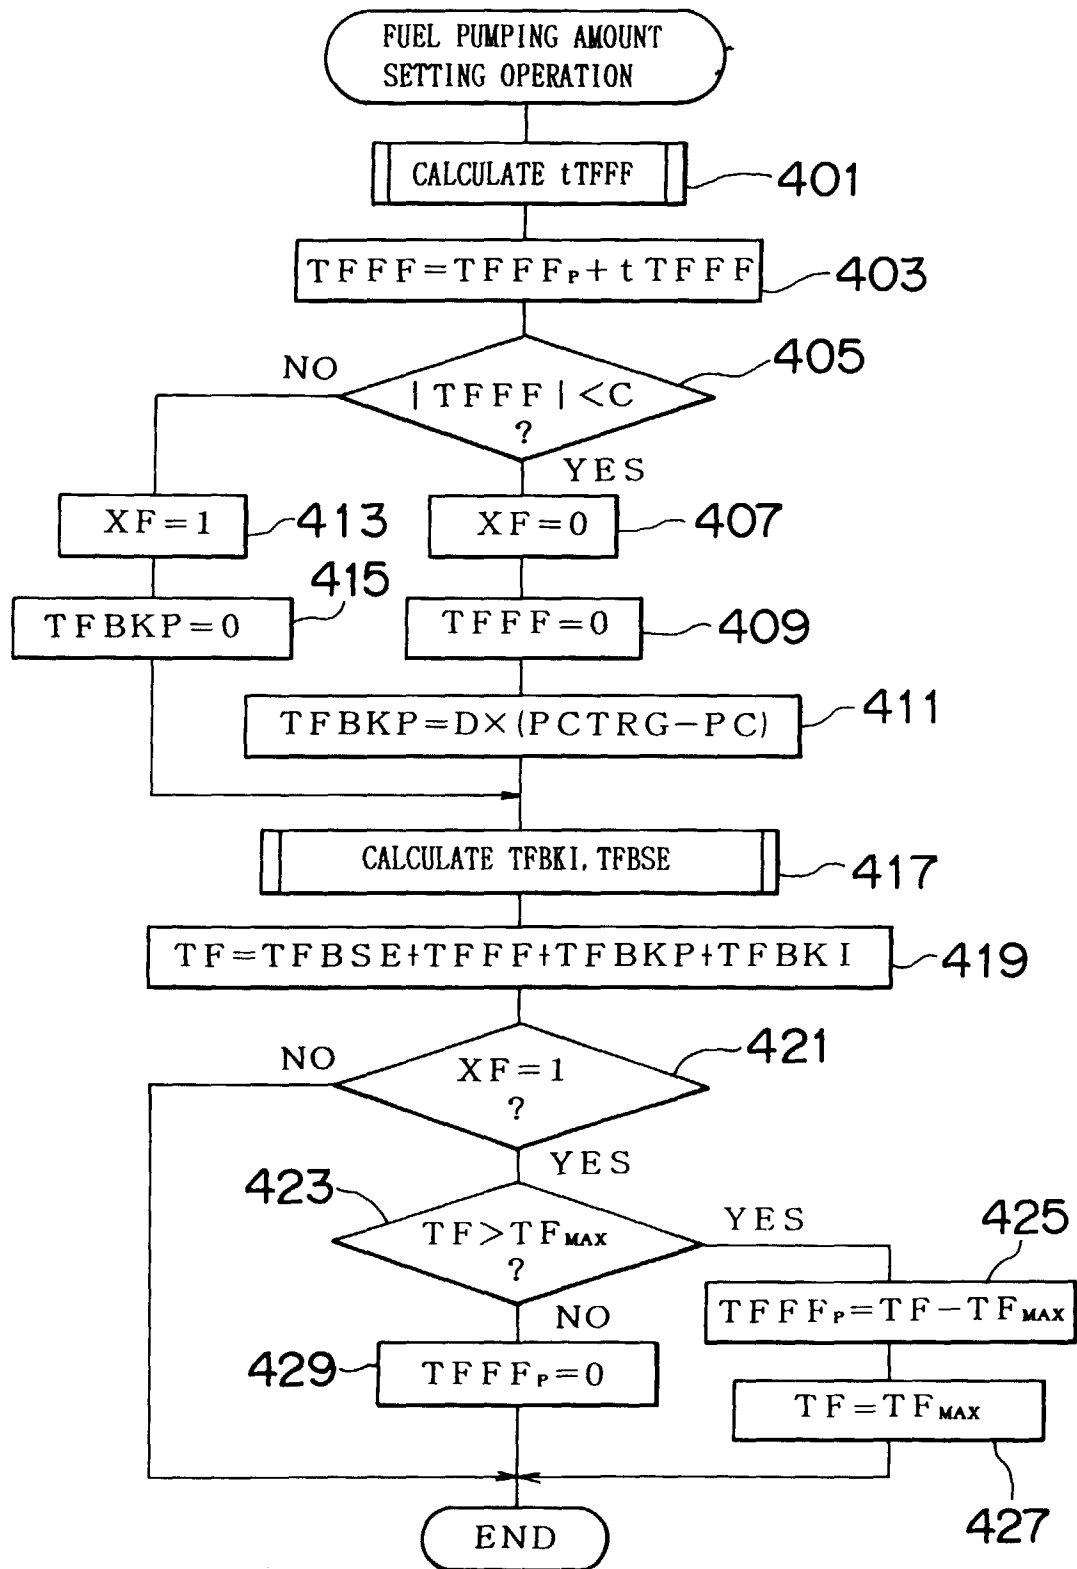 FUEL PUMPING AMOUNT
SETTING OPERATION
CALCULATE tTFFF
401
TFFF=TFFFP+tTFFF
403
405
NO
|TFFF|<C
?
YES
XF=1
413
XF=0
407
415
TFBKP=0
TFFF=0
409
TFBKP=D×(PCTRG-PC)
411
CALCULATE TFBKI, TFBSE
417
TF=TFBSE+TFFF+TFBKP+TFBKI
419
421
NO
XF=1
?
YES
423
TF>TFMAX
?
YES
425
TFFFP=TF-TFMAX
NO
429
TFFFP=0
TF=TFMAX
427
END